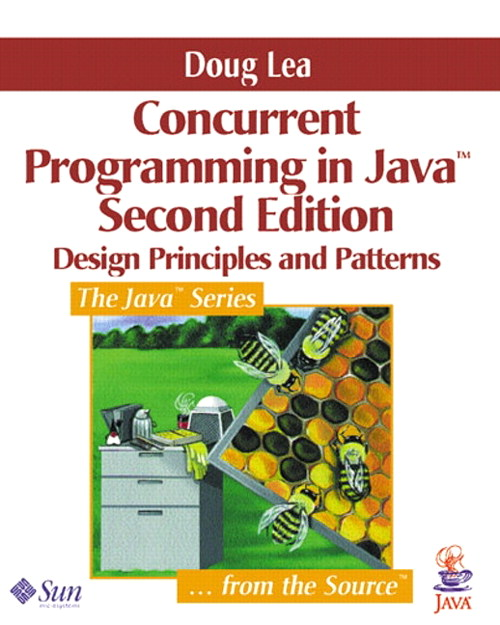 Doug Lea
Concurrent
Programming in Java™
Second Edition
Design Principles and Patterns
The Java™ Series
... from the Source™
Sun
microsystems
JAVA